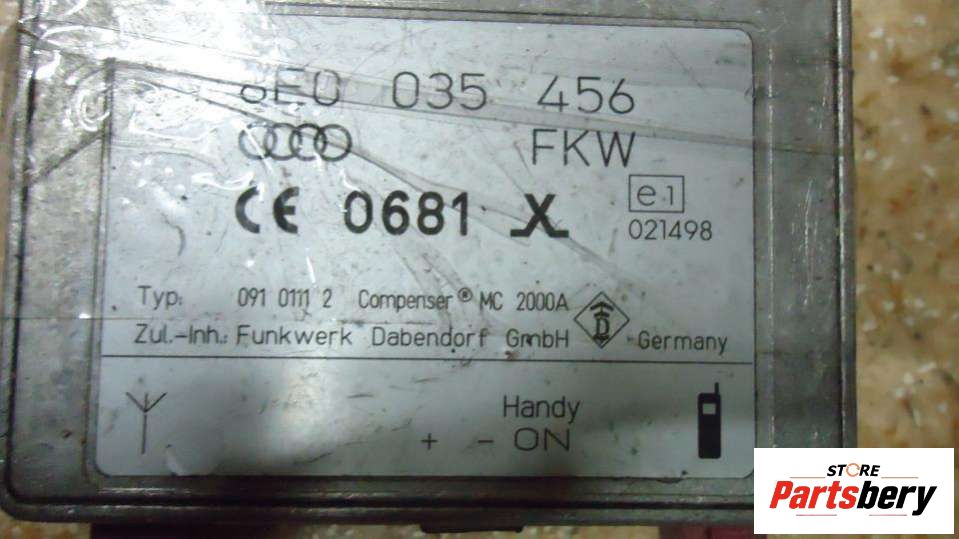 8E0 035 456
FKW
CE 0681 X
e 1
021498
Typ: 091 0111 2 Compenser® MC 2000A
Zul.-Inh.: Funkwerk Dabendorf GmbH D Germany
Handy
+ - ON
STORE
Partsbery